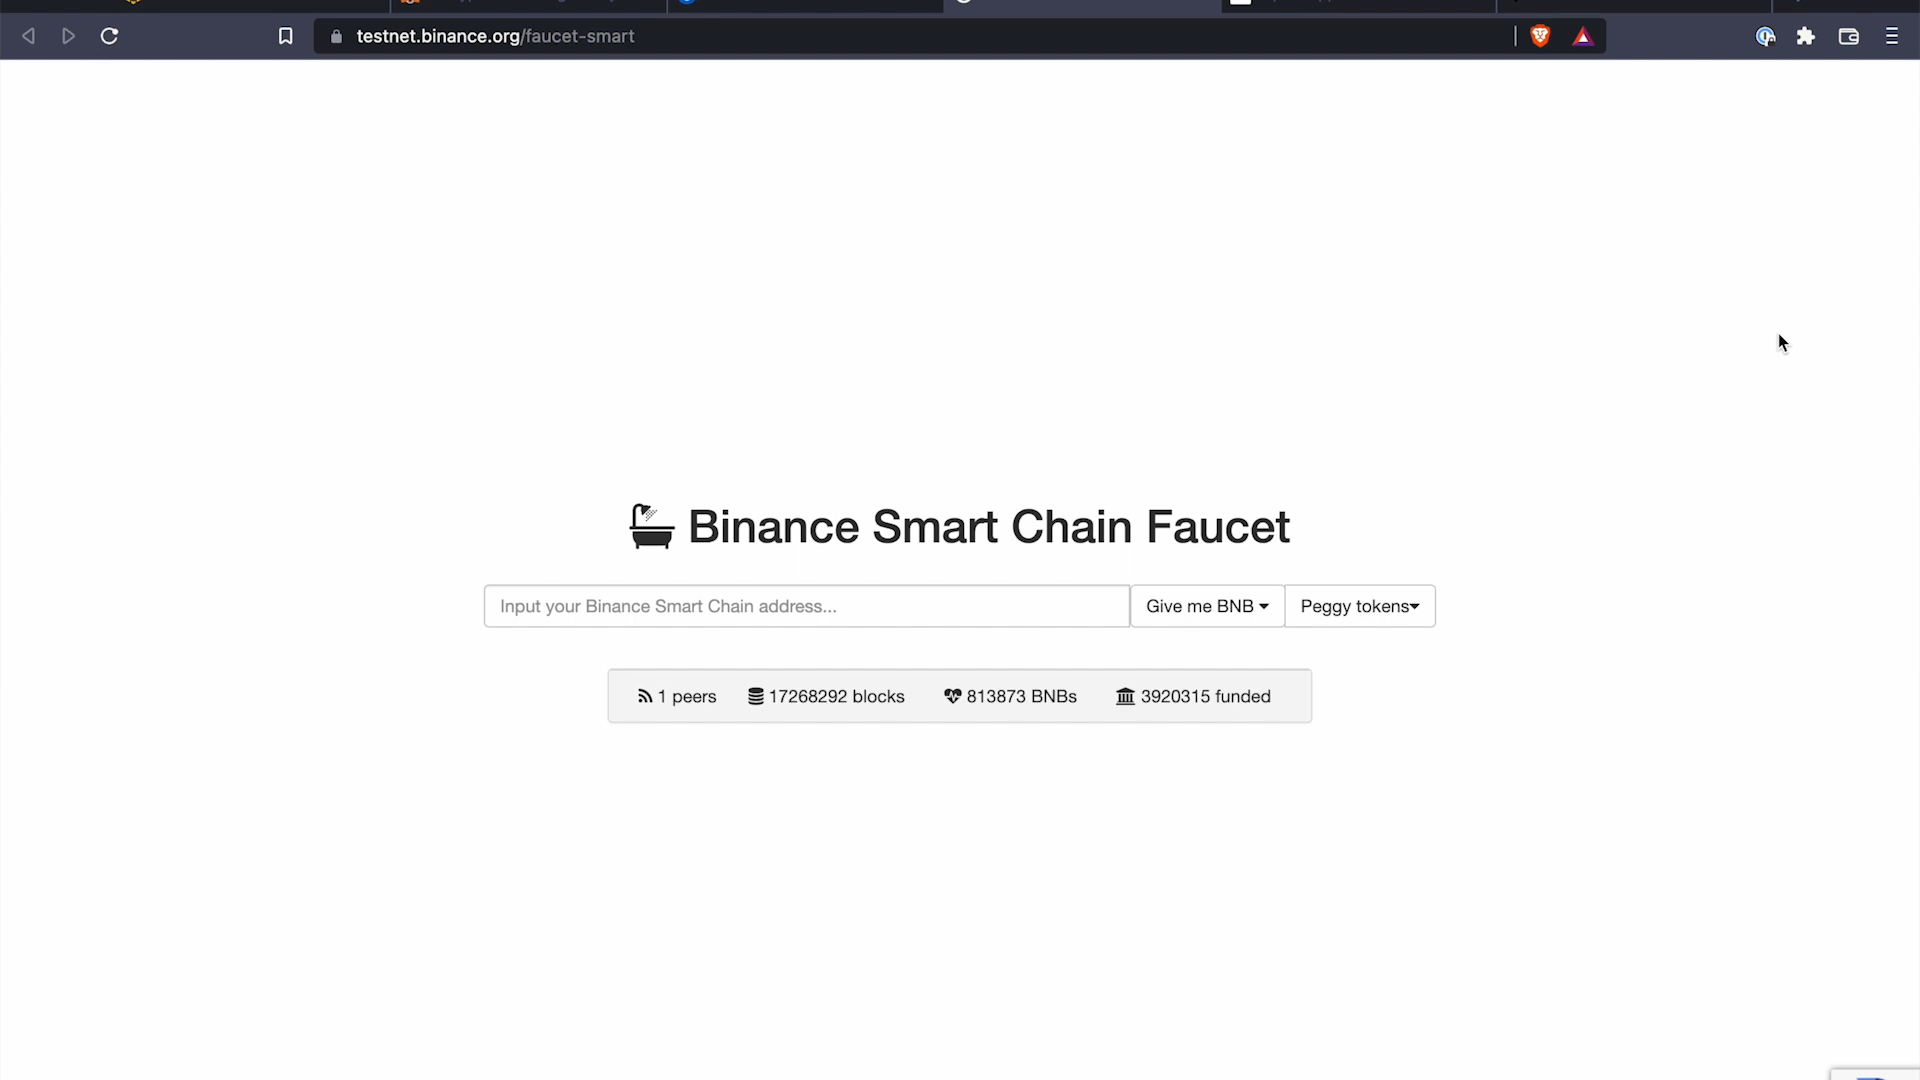 testnet.binance.org/faucet-smart
Binance Smart Chain Faucet
Input your Binance Smart Chain address... Give me BNB Peggy tokens
1 peers 17268292 blocks 813873 BNBs 3920315 funded